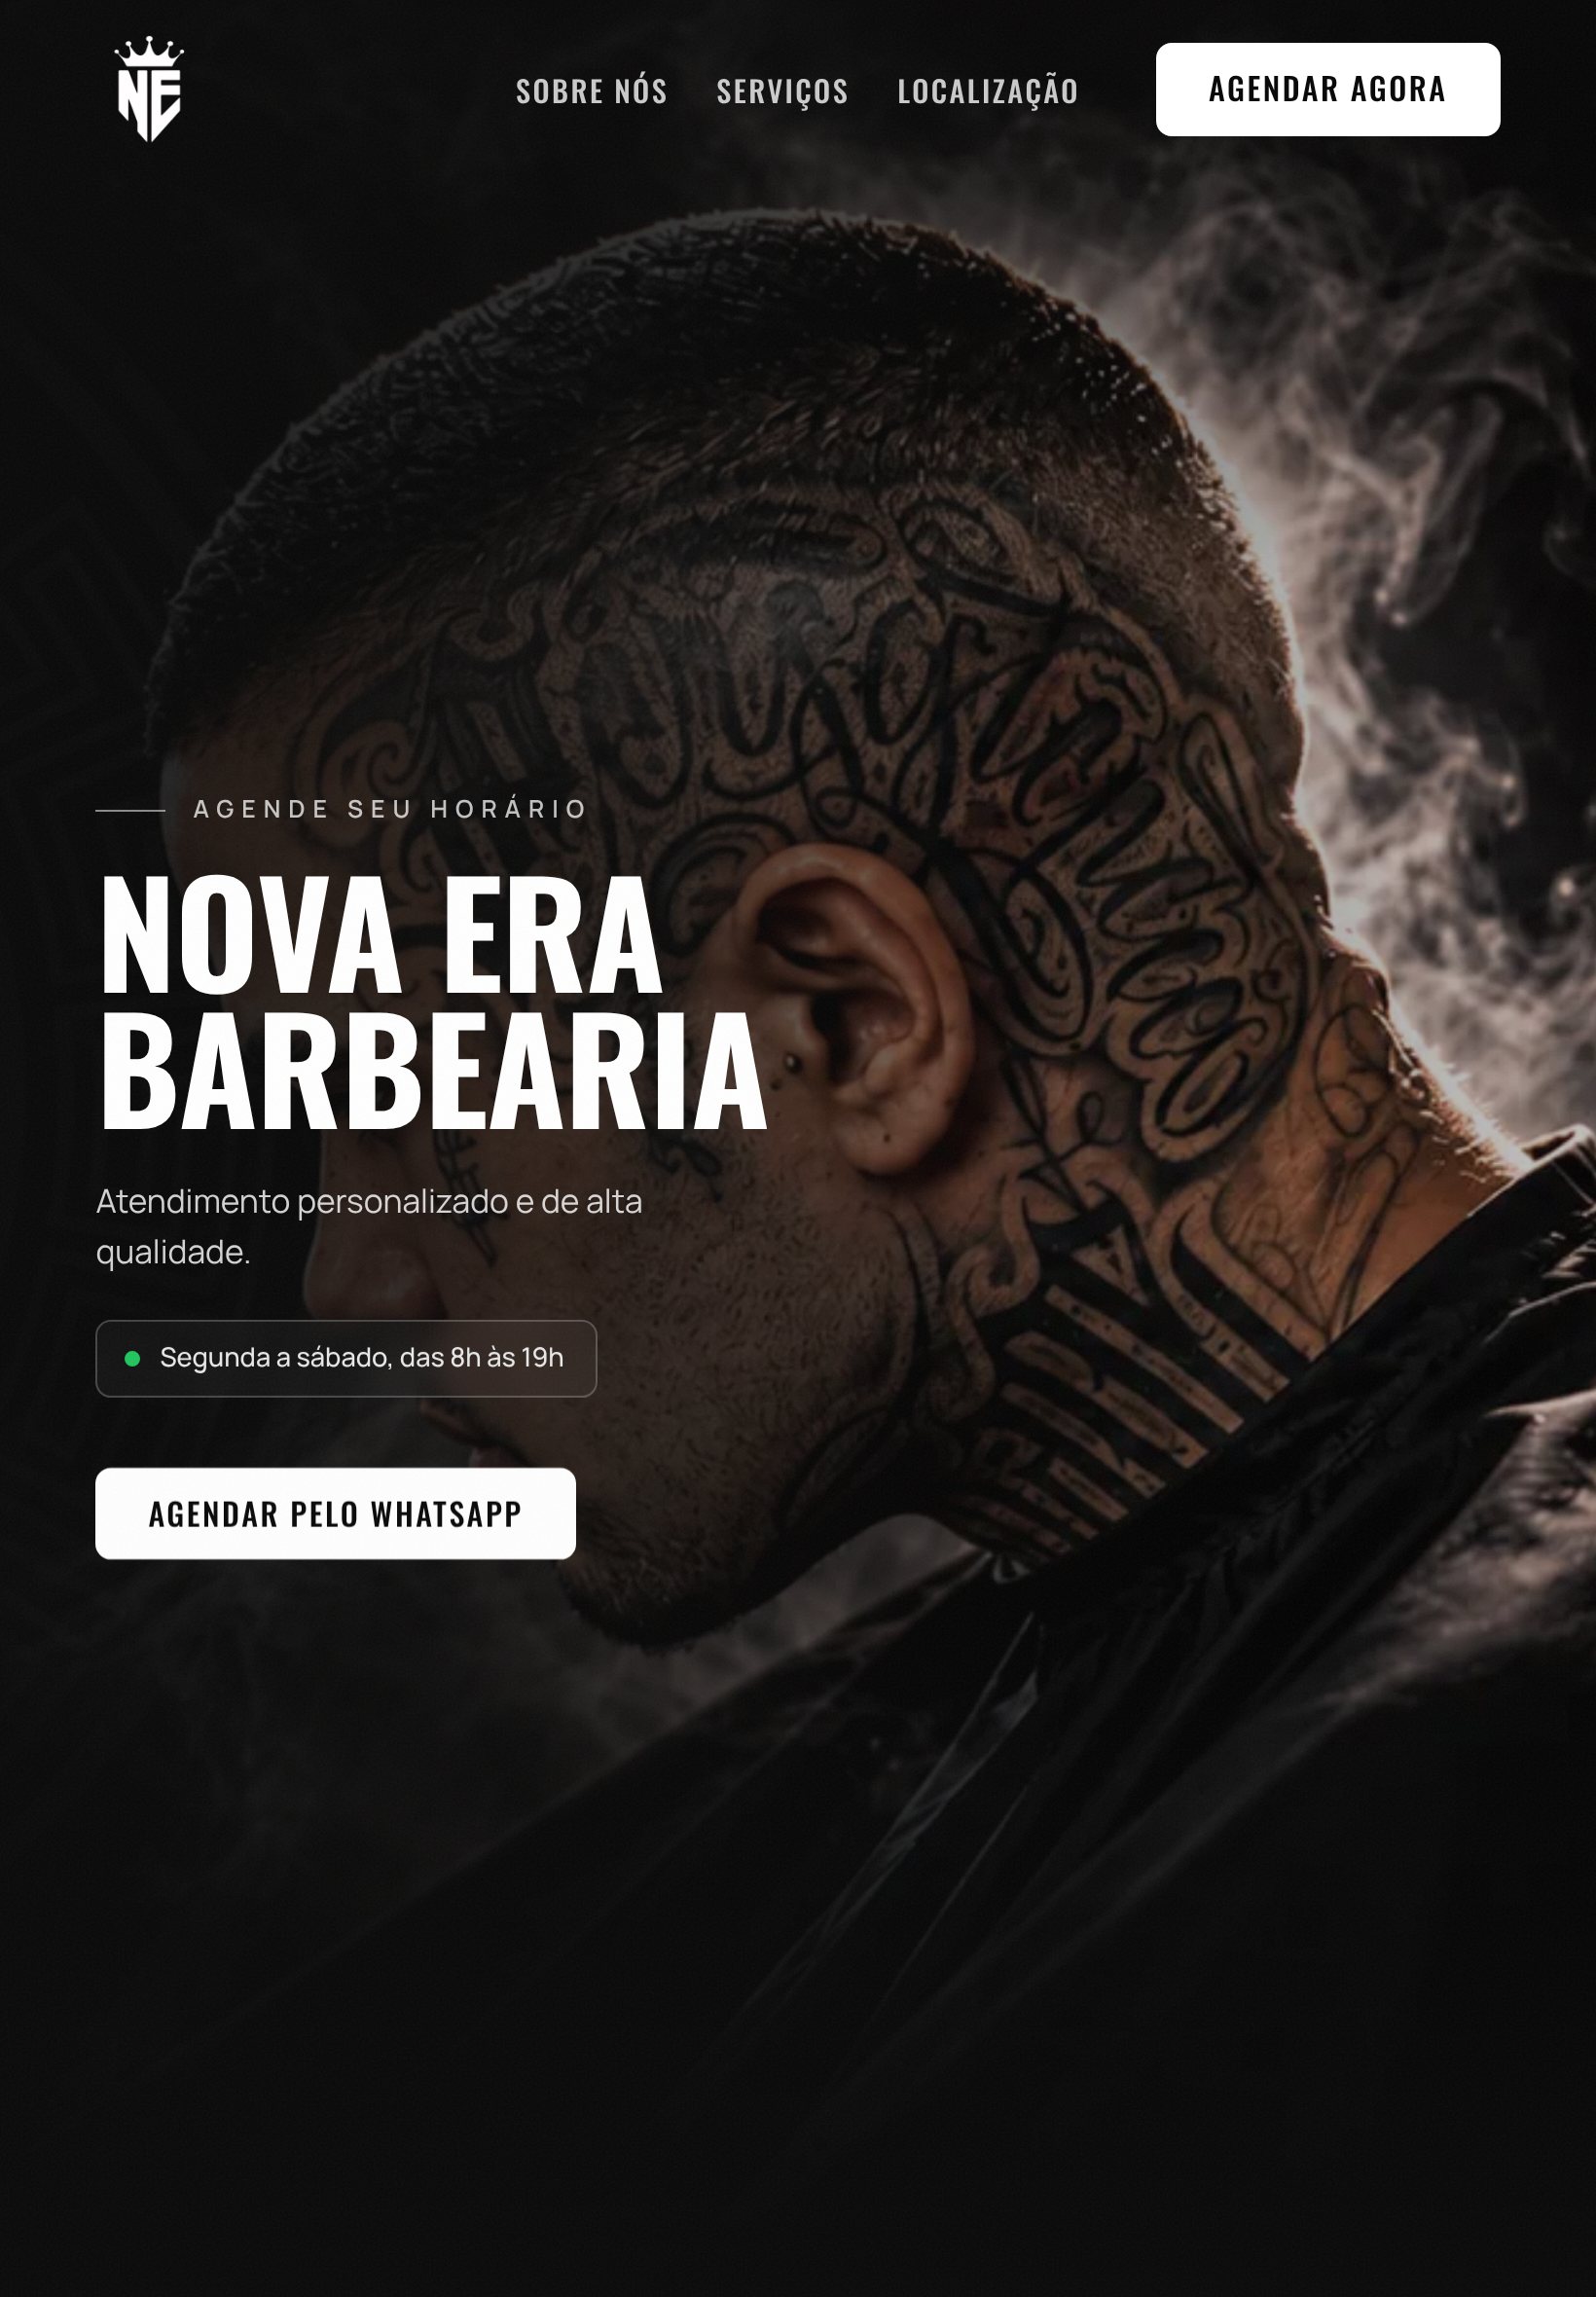 NE
SOBRE NÓS SERVIÇOS LOCALIZAÇÃO AGENDAR AGORA
AGENDE SEU HORÁRIO
NOVA ERA
BARBEARIA
Atendimento personalizado e de alta
qualidade.
Segunda a sábado, das 8h às 19h
AGENDAR PELO WHATSAPP